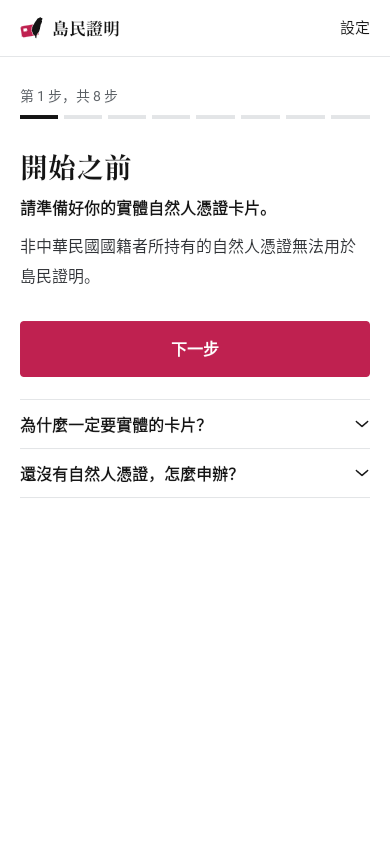 島民證明
設定
第 1 步，共 8 步
開始之前
請準備好你的實體自然人憑證卡片。
非中華民國國籍者所持有的自然人憑證無法用於
島民證明。
下一步
為什麼一定要實體的卡片？
還沒有自然人憑證，怎麼申辦？